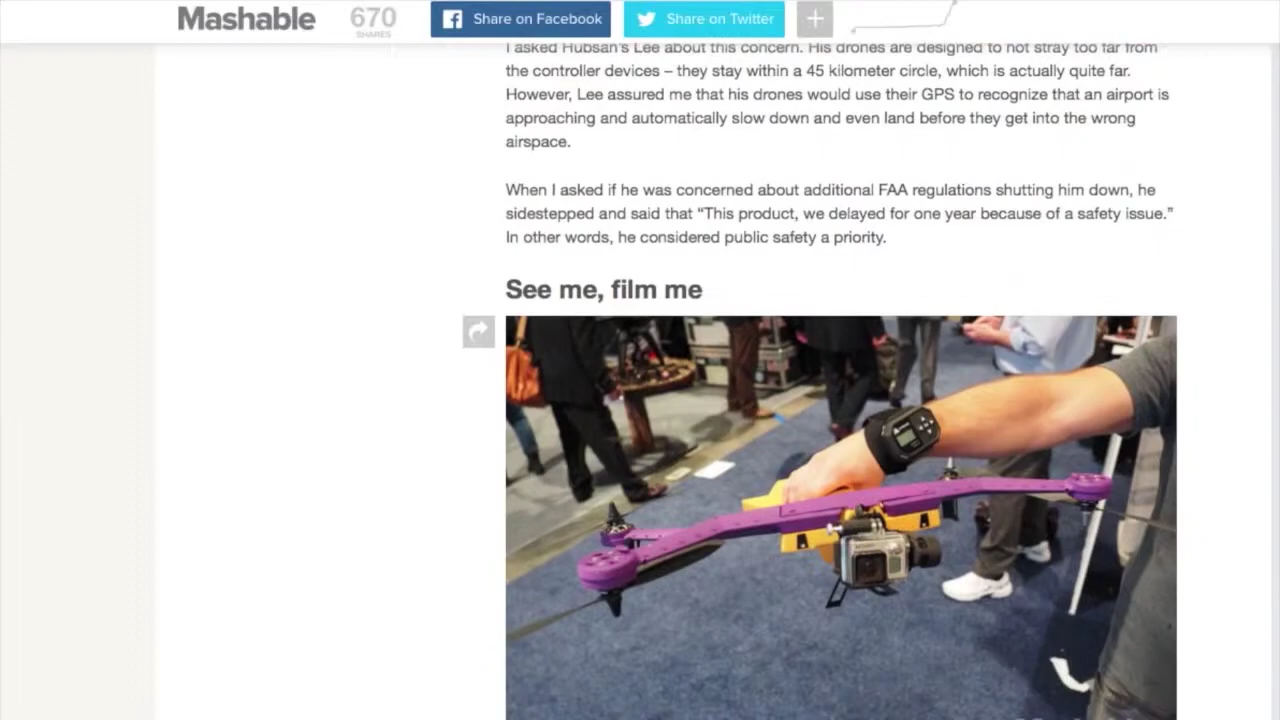 Mashable
670
SHARES
Share on Facebook
Share on Twitter
I asked Hubsan's Lee about this concern. His drones are designed to not stray too far from
the controller devices – they stay within a 45 kilometer circle, which is actually quite far.
However, Lee assured me that his drones would use their GPS to recognize that an airport is
approaching and automatically slow down and even land before they get into the wrong
airspace.
When I asked if he was concerned about additional FAA regulations shutting him down, he
sidestepped and said that “This product, we delayed for one year because of a safety issue.”
In other words, he considered public safety a priority.
See me, film me